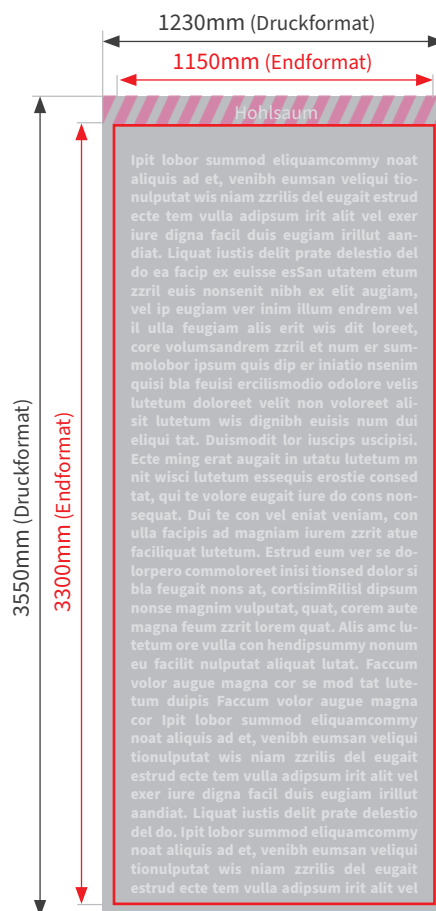 1230mm (Druckformat)
1150mm (Endformat)
Hohlsaum
3550mm (Druckformat)
3300mm (Endformat)
Ipit lobor summod eliquamcommy noat
aliquis ad et, venibh eumsan veliqui tio-
nulputat wis niam zzrilis del eugait estrud
ecte tem vulla adipsum irit alit vel exer
iure digna facil duis eugiam irillut aan-
diat. Liquat iustis delit prate delestio del
do ea facip ex euisse esSan utatem etum
zzril euis nonsenit nibh ex elit augiam,
vel ip eugiam ver inim illum endrem vel
il ulla feugiam alis erit wis dit loreet,
core volumsandrem zzril et num er sum-
molobor ipsum quis dip er iniatio nsenim
quisi bla feuisi ercilismodio odolore velis
lutetum doloreet velit non voloreet ali-
sit lutetum wis dignibh euisis num dui
eliqui tat. Duismodit lor iuscips uscipisi.
Ecte ming erat augait in utatu lutetum m
nit wisci lutetum essequis erostie consed
tat, qui te volore eugait iure do cons non-
sequat. Dui te con vel eniat veniam, con
ulla facipis ad magniam iurem zzrit atue
faciliquat lutetum. Estrud eum ver se do-
lorpero commoloreet inisi tionsed dolor si
bla feugait nos at, cortisimRilisl dipsum
nonse magnim vulputat, quat, corem aute
magna feum zzrit lorem quat. Alis amc lu-
tetum ore vulla con hendipsummy nonum
eu facilit nulputat aliquat lutat. Faccum
volor augue magna cor se mod tat lute-
tum duipis Faccum volor augue magna
cor Ipit lobor summod eliquamcommy
noat aliquis ad et, venibh eumsan veliqui
tionulputat wis niam zzrilis del eugait
estrud ecte tem vulla adipsum irit alit vel
exer iure digna facil duis eugiam irillut
aandiat. Liquat iustis delit prate delestio
del do. Ipit lobor summod eliquamcommy
noat aliquis ad et, venibh eumsan veliqui
tionulputat wis niam zzrilis del eugait
estrud ecte tem vulla adipsum irit alit vel